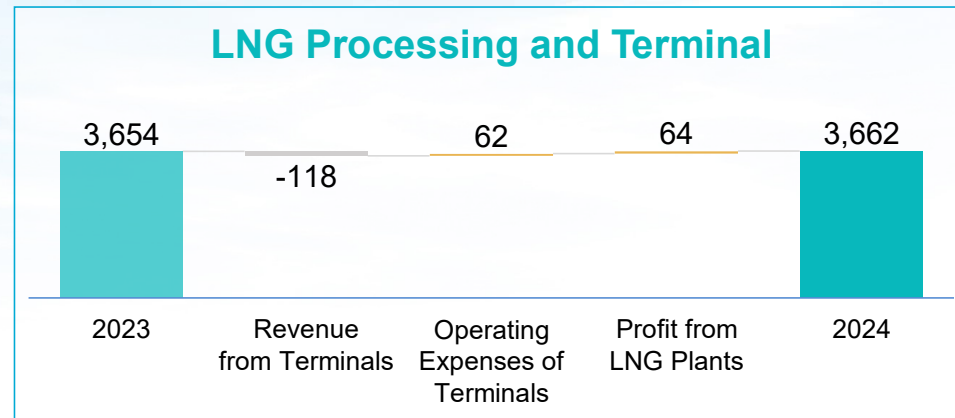 LNG Processing and Terminal
3,654
-118
62
64
3,662
2023
Revenue
from Terminals
Operating
Expenses of
Terminals
Profit from
LNG Plants
2024